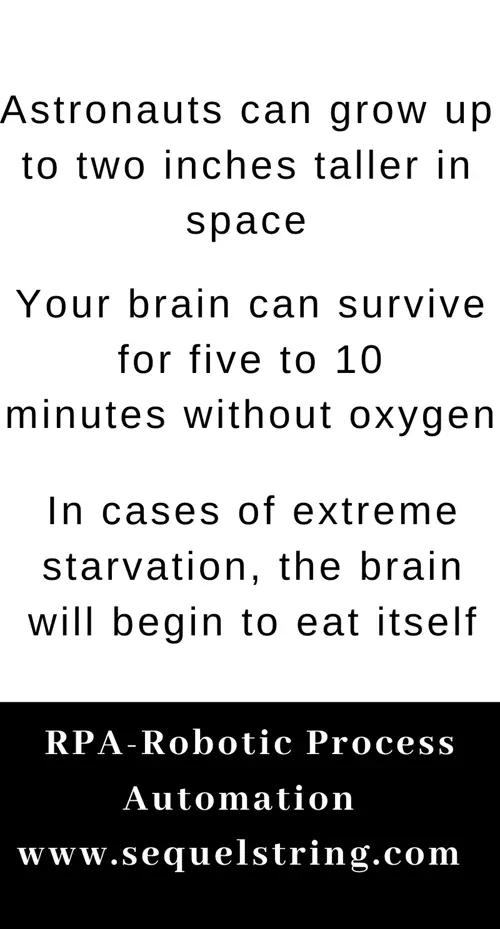 Astronauts can grow up
to two inches taller in
space
Your brain can survive
for five to 10
minutes without oxygen
In cases of extreme
starvation, the brain
will begin to eat itself
RPA-Robotic Process
Automation
www.sequelstring.com